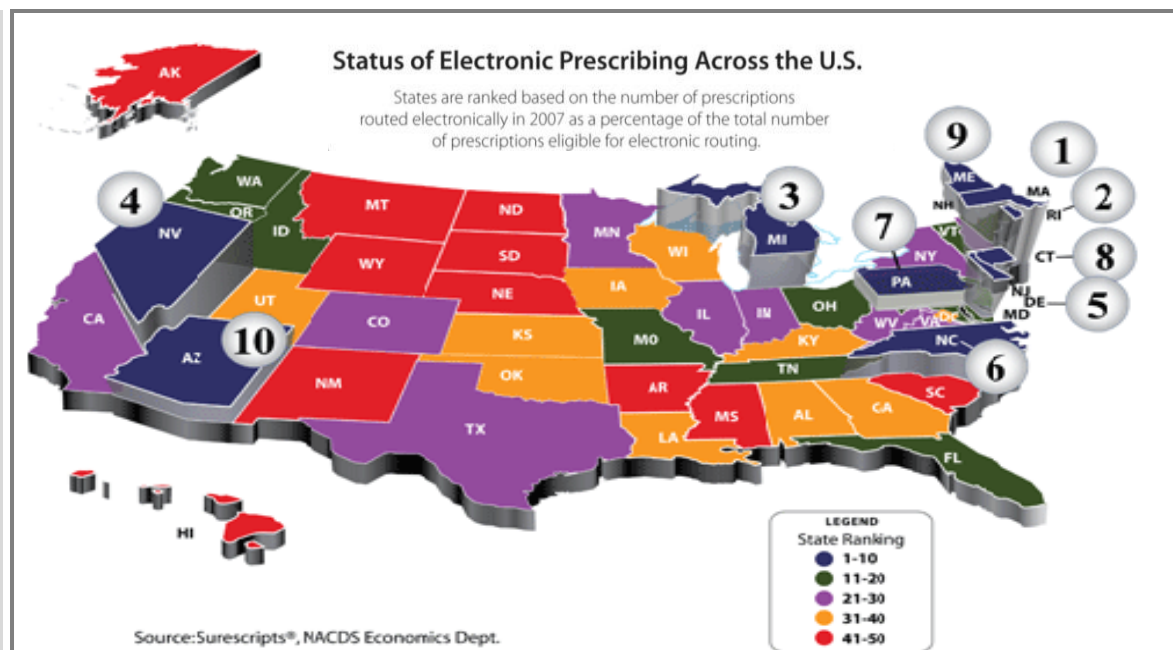 Status of Electronic Prescribing Across the U.S.
States are ranked based on the number of prescriptions
routed electronically in 2007 as a percentage of the total number
of prescriptions eligible for electronic routing.
AK
9
1
WA
4
OR
NV
ID
MT
ND
MN
3
MI
7
ME
MA
NH
RI
2
VT
NY
WY
SD
WI
PA
CT
8
NJ
DE
5
MD
CA
UT
NE
IA
IL
IN
OH
CO
KS
MO
KY
WV
VA
DC
NC
6
AZ
10
NM
OK
AR
TN
SC
TX
LA
MS
AL
CA
FL
HI
LEGEND
State Ranking
1-10
11-20
21-30
31-40
41-50
Source:Surescripts®, NACDS Economics Dept.